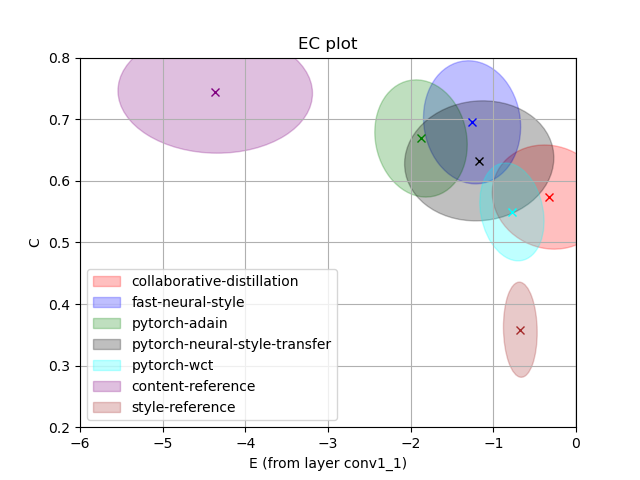 EC plot
0.8
0.7
0.6
0.5
0.4
0.3
0.2
C
collaborative-distillation
fast-neural-style
pytorch-adain
pytorch-neural-style-transfer
pytorch-wct
content-reference
style-reference
−6
−5
−4
−3
−2
−1
0
E (from layer conv1_1)